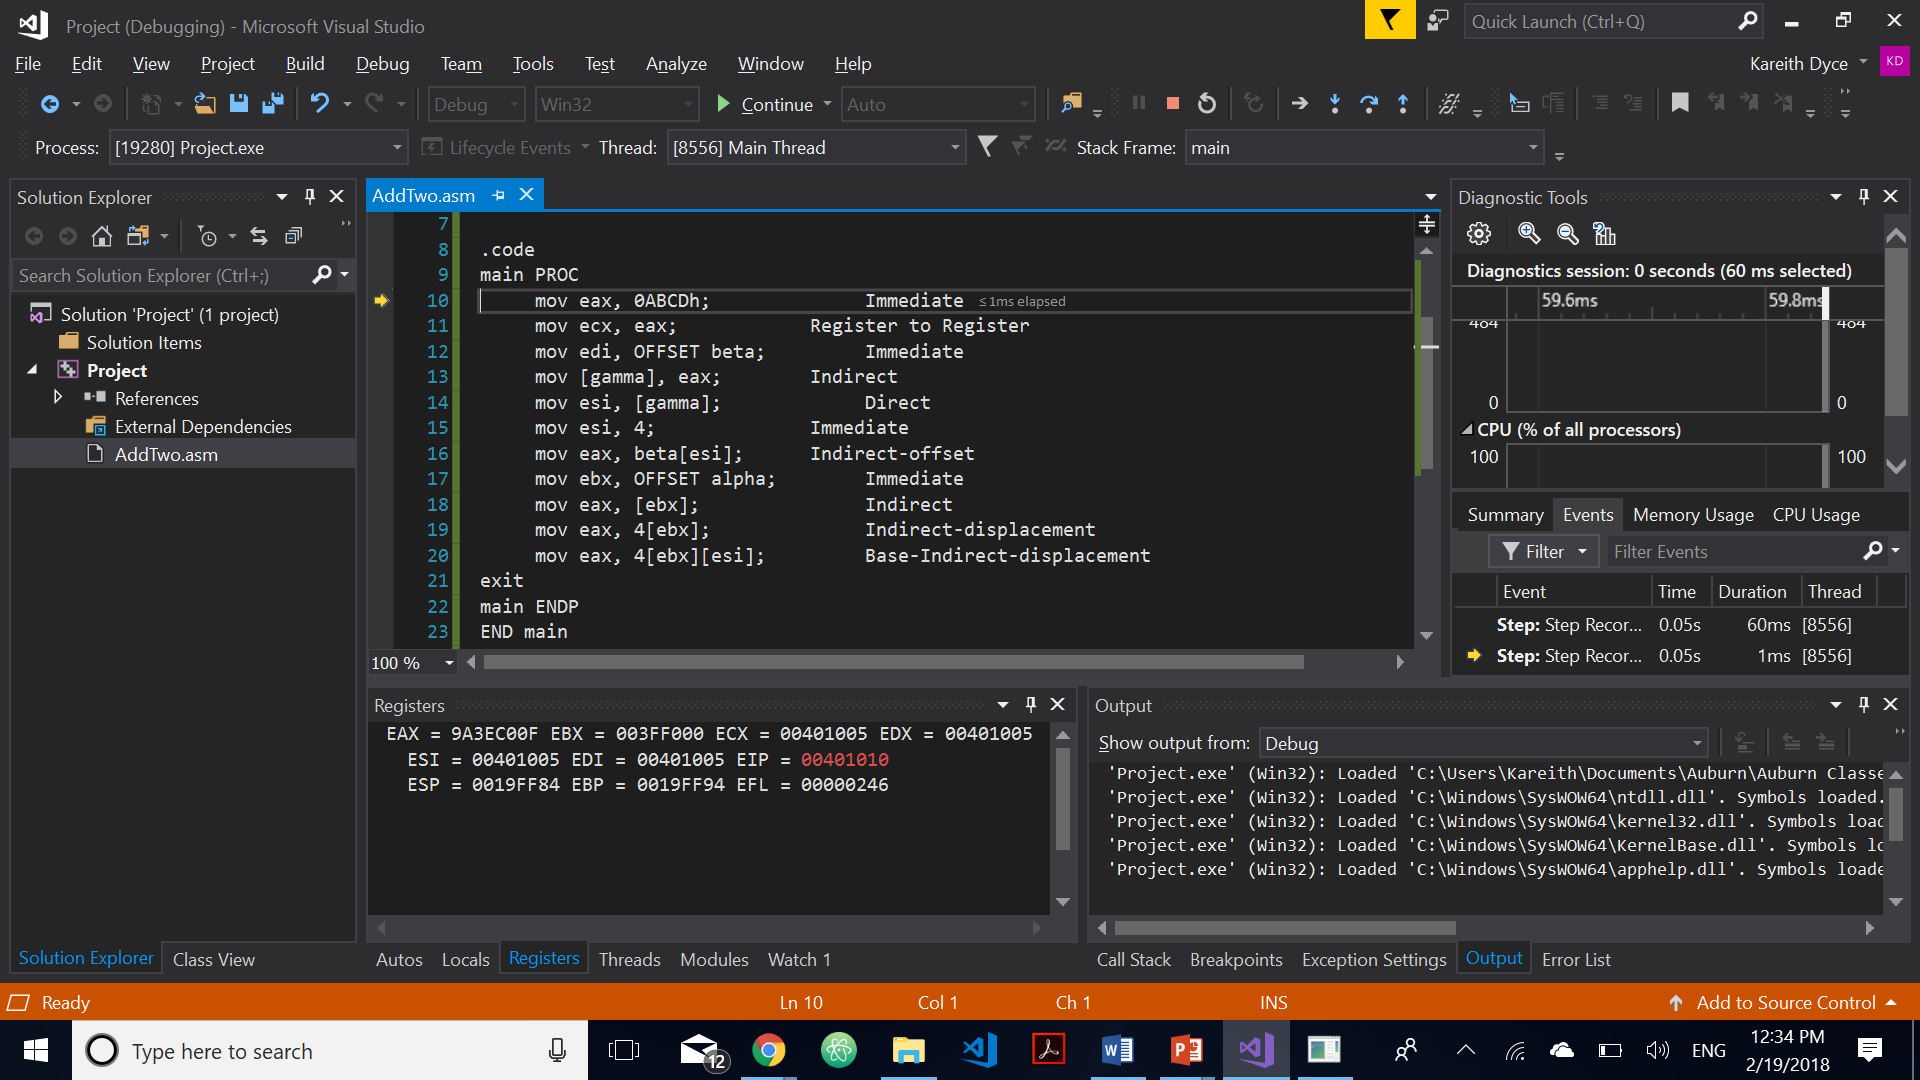 Project (Debugging) - Microsoft Visual Studio
Quick Launch (Ctrl+Q)
File Edit View Project Build Debug Team Tools Test Analyze Window Help
Kareith Dyce KD
Debug Win32 Continue Auto
Process: [19280] Project.exe Lifecycle Events Thread: [8556] Main Thread Stack Frame: main
Solution Explorer
Search Solution Explorer (Ctrl+;)
Solution 'Project' (1 project)
Solution Items
Project
References
External Dependencies
AddTwo.asm
Solution Explorer Class View
AddTwo.asm
7
8 .code
9 main PROC
10 mov eax, 0ABCDh; Immediate ≤1ms elapsed
11 mov ecx, eax; Register to Register
12 mov edi, OFFSET beta; Immediate
13 mov [gamma], eax; Indirect
14 mov esi, [gamma]; Direct
15 mov esi, 4; Immediate
16 mov eax, beta[esi]; Indirect-offset
17 mov ebx, OFFSET alpha; Immediate
18 mov eax, [ebx]; Indirect
19 mov eax, 4[ebx]; Indirect-displacement
20 mov eax, 4[ebx][esi]; Base-Indirect-displacement
21 exit
22 main ENDP
23 END main
100 %
Diagnostic Tools
Diagnostics session: 0 seconds (60 ms selected)
59.6ms 59.8ms
484 484
0 0
CPU (% of all processors)
100 100
Summary Events Memory Usage CPU Usage
Filter Filter Events
Event Time Duration Thread
Step: Step Recor... 0.05s 60ms [8556]
Step: Step Recor... 0.05s 1ms [8556]
Registers
EAX = 9A3EC00F EBX = 003FF000 ECX = 00401005 EDX = 00401005
ESI = 00401005 EDI = 00401005 EIP = 00401010
ESP = 0019FF84 EBP = 0019FF94 EFL = 00000246
Autos Locals Registers Threads Modules Watch 1
Output
Show output from: Debug
'Project.exe' (Win32): Loaded 'C:\Users\Kareith\Documents\Auburn\Auburn Classe
'Project.exe' (Win32): Loaded 'C:\Windows\SysWOW64\ntdll.dll'. Symbols loaded.
'Project.exe' (Win32): Loaded 'C:\Windows\SysWOW64\kernel32.dll'. Symbols load
'Project.exe' (Win32): Loaded 'C:\Windows\SysWOW64\KernelBase.dll'. Symbols lo
'Project.exe' (Win32): Loaded 'C:\Windows\SysWOW64\apphelp.dll'. Symbols loade
Call Stack Breakpoints Exception Settings Output Error List
Ready Ln 10 Col 1 Ch 1 INS Add to Source Control
Type here to search
12
ENG
12:34 PM
2/19/2018